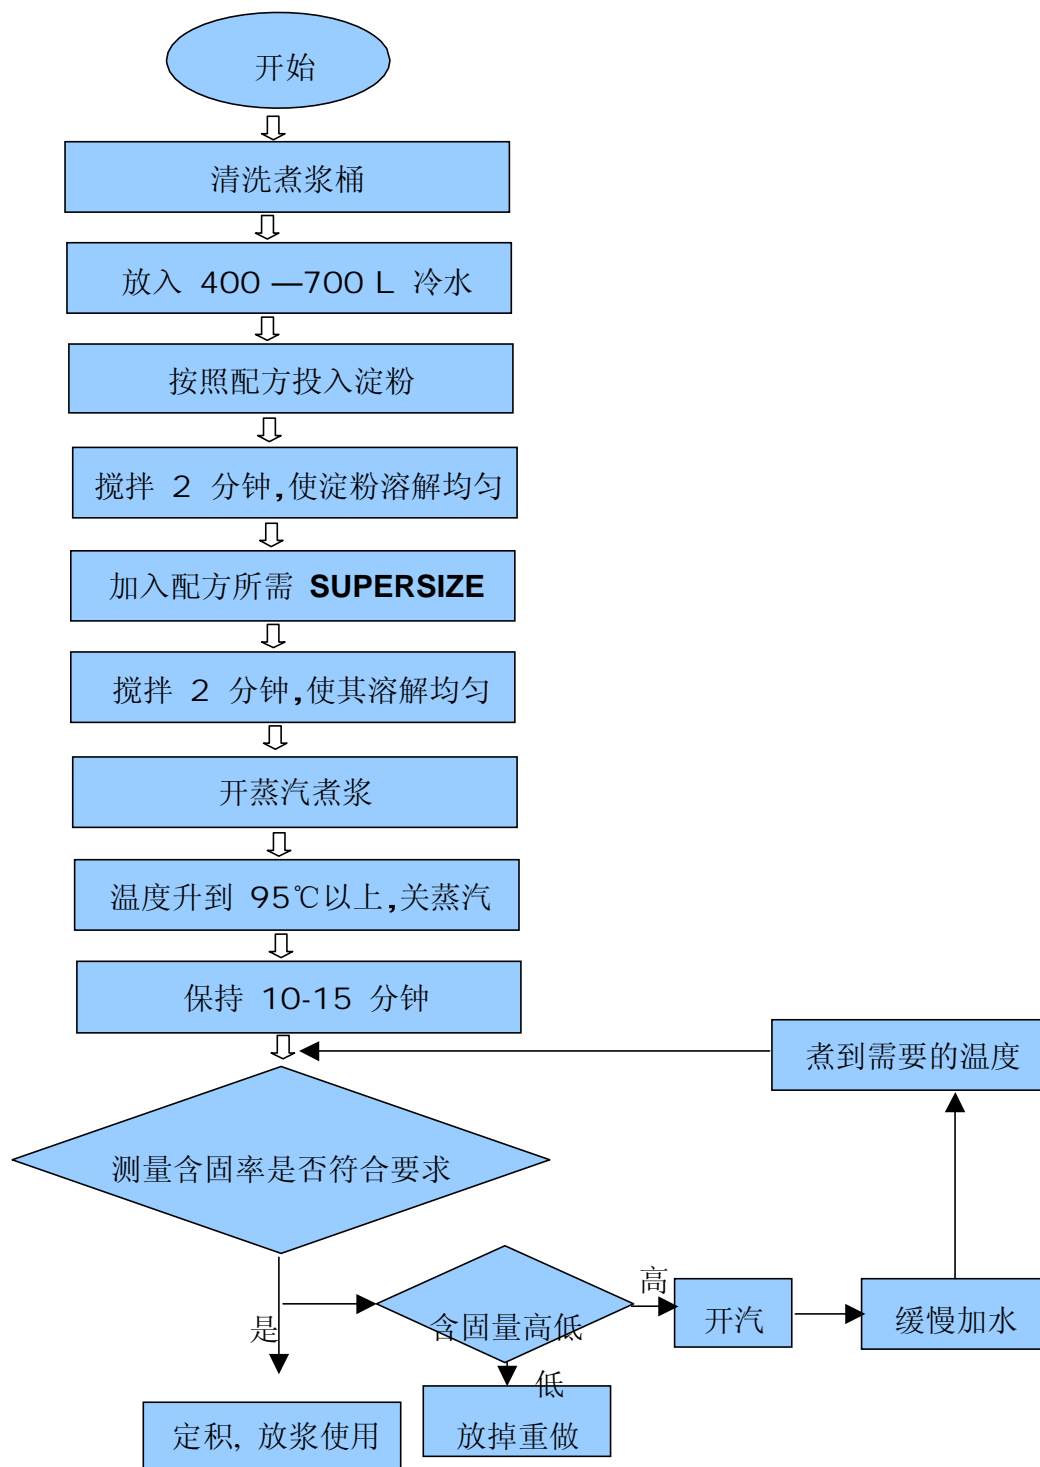 开始
清洗煮浆桶
放入 400 —700 L 冷水
按照配方投入淀粉
搅拌 2 分钟,使淀粉溶解均匀
加入配方所需 SUPERSIZE
搅拌 2 分钟,使其溶解均匀
开蒸汽煮浆
温度升到 95℃以上,关蒸汽
保持 10-15 分钟
煮到需要的温度
测量含固率是否符合要求
高
是
含固量高低
开汽
缓慢加水
低
定积, 放浆使用
放掉重做